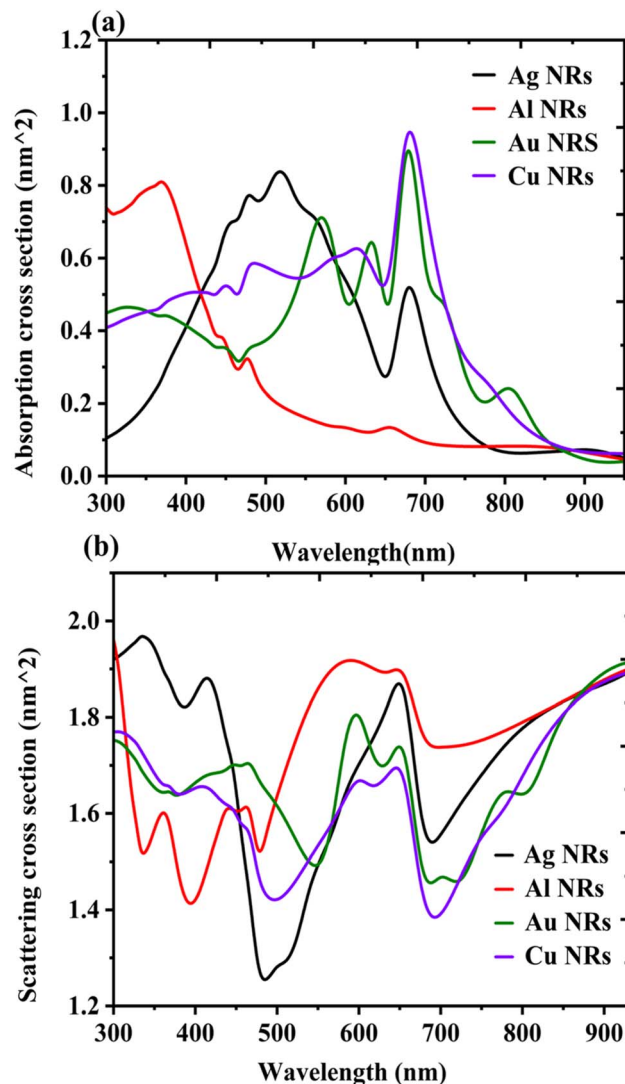 (a)
1.2
1.0
0.8
0.6
0.4
0.2
0.0
Absorption cross section (nm^2)
Ag NRs
Al NRs
Au NRS
Cu NRs
300 400 500 600 700 800 900
Wavelength(nm)
(b)
2.0
1.8
1.6
1.4
1.2
Scattering cross section (nm^2)
Ag NRs
Al NRs
Au NRs
Cu NRs
300 400 500 600 700 800 900
Wavelength (nm)